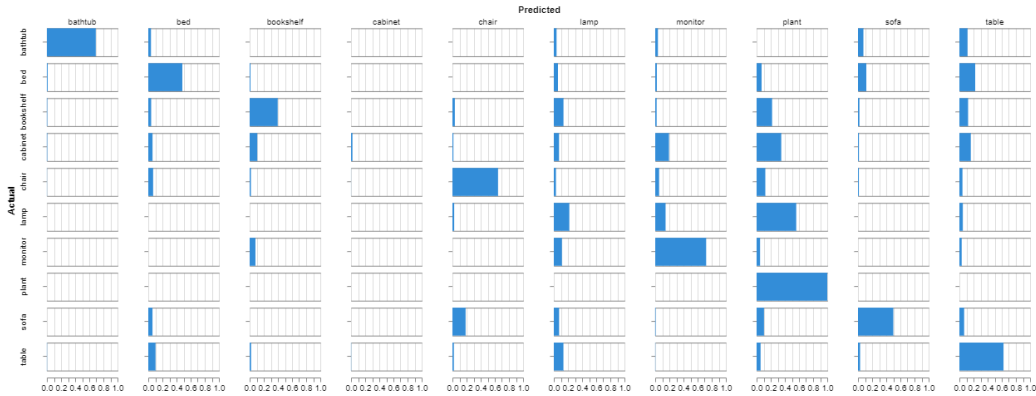 Predicted
bathtub bed bookshelf cabinet chair lamp monitor plant sofa table
Actual
bathtub
bed
bookshelf
cabinet
chair
lamp
monitor
plant
sofa
table
0.0 0.2 0.4 0.6 0.8 1.0 0.0 0.2 0.4 0.6 0.8 1.0 0.0 0.2 0.4 0.6 0.8 1.0 0.0 0.2 0.4 0.6 0.8 1.0 0.0 0.2 0.4 0.6 0.8 1.0 0.0 0.2 0.4 0.6 0.8 1.0 0.0 0.2 0.4 0.6 0.8 1.0 0.0 0.2 0.4 0.6 0.8 1.0 0.0 0.2 0.4 0.6 0.8 1.0 0.0 0.2 0.4 0.6 0.8 1.0